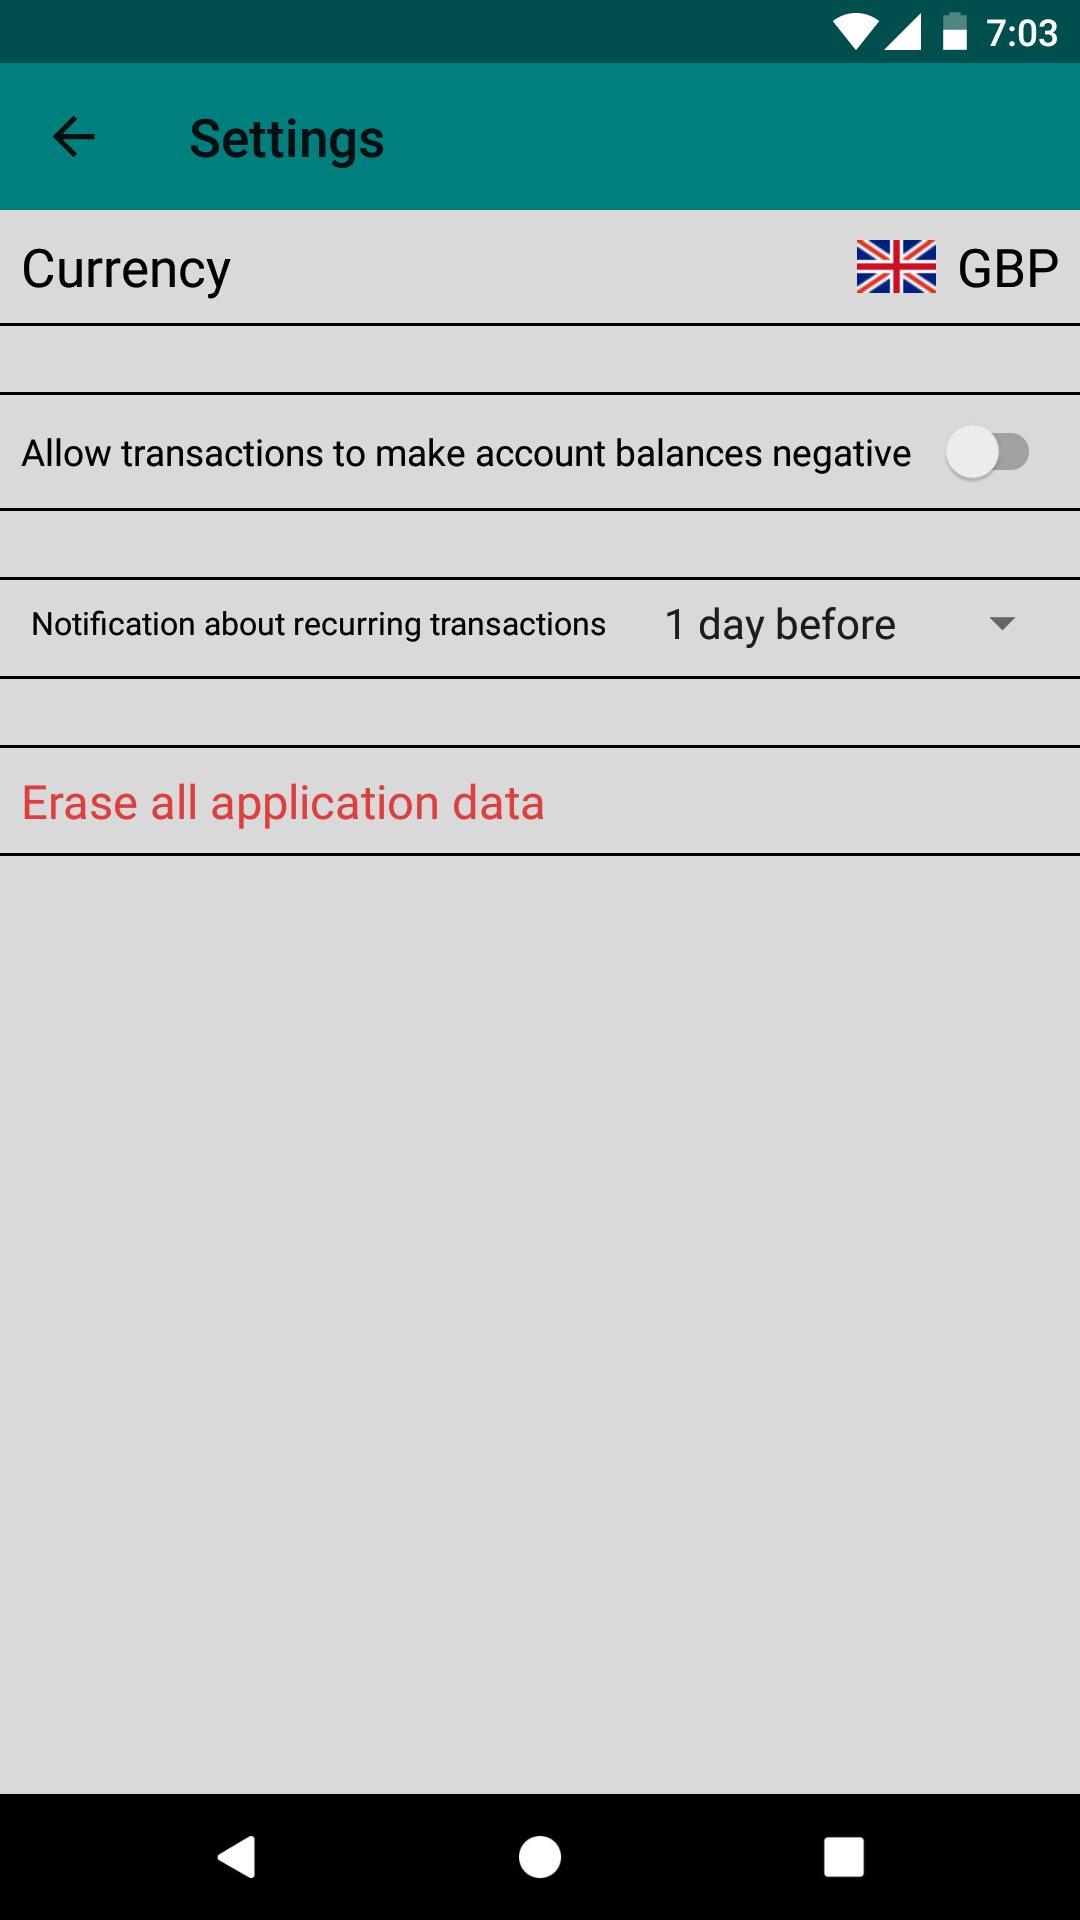 7:03
Settings
Currency GBP
Allow transactions to make account balances negative
Notification about recurring transactions 1 day before
Erase all application data